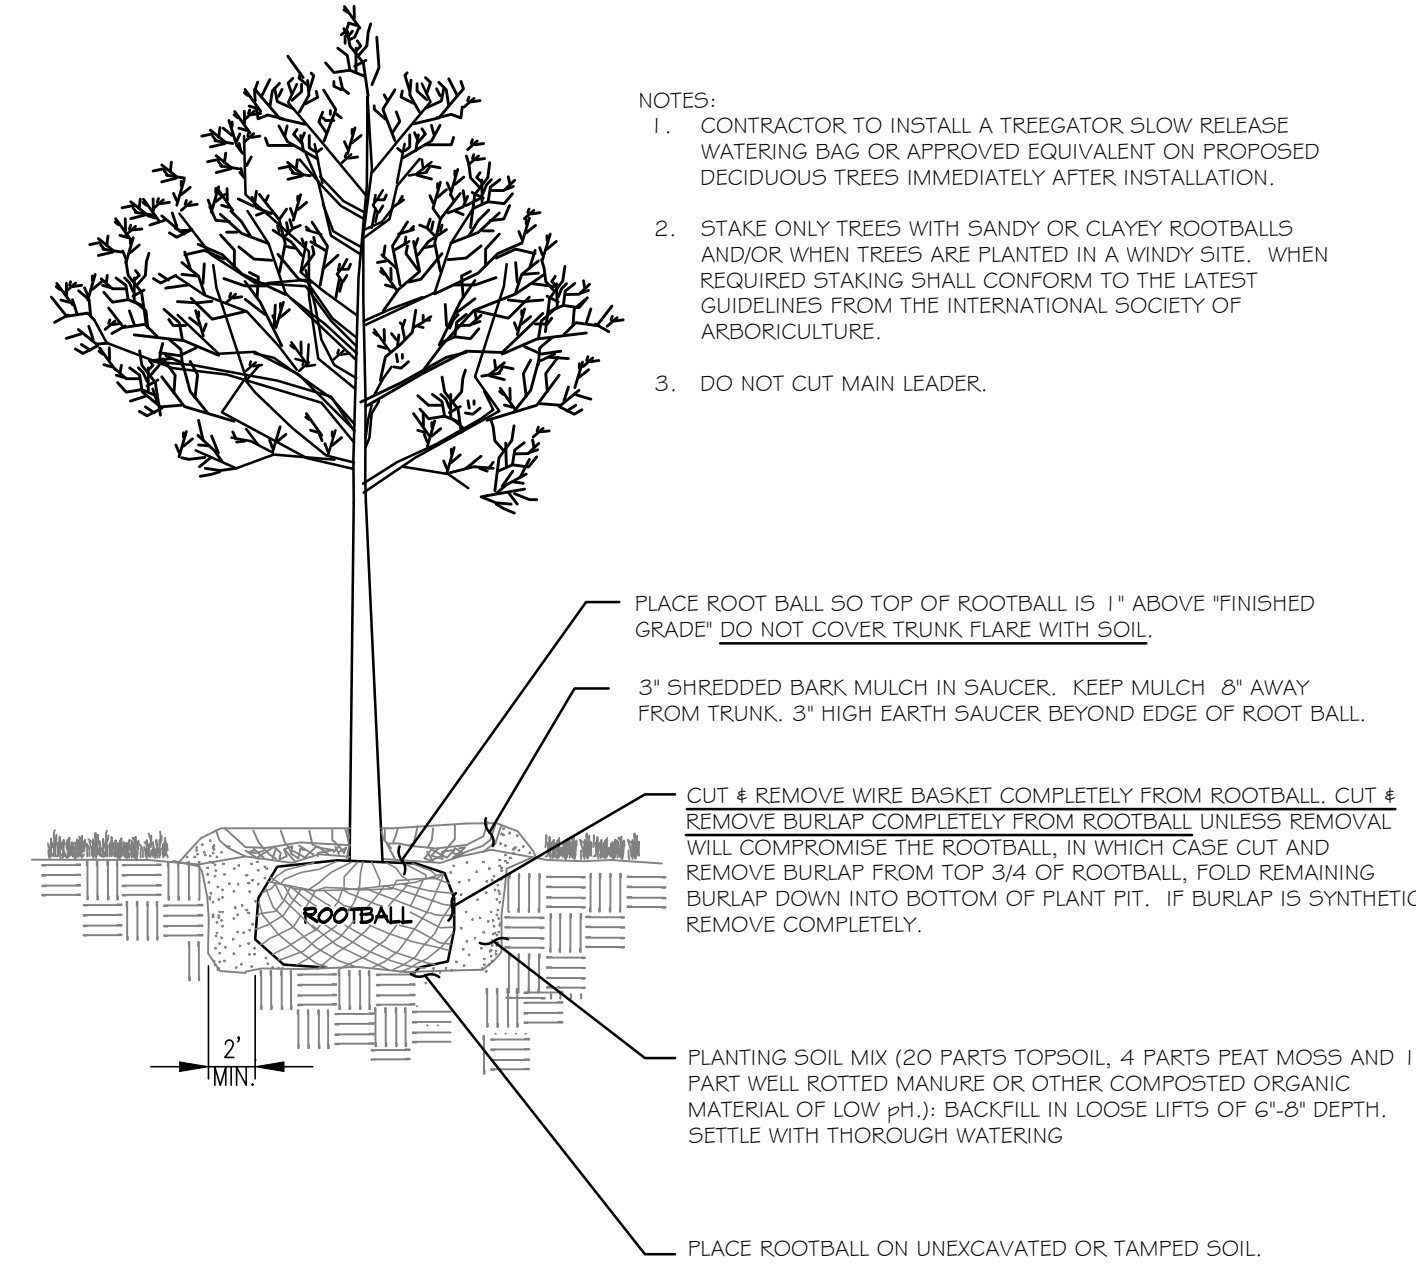 NOTES:
1. CONTRACTOR TO INSTALL A TREEGATOR SLOW RELEASE
WATERING BAG OR APPROVED EQUIVALENT ON PROPOSED
DECIDUOUS TREES IMMEDIATELY AFTER INSTALLATION.
2. STAKE ONLY TREES WITH SANDY OR CLAYEY ROOTBALLS
AND/OR WHEN TREES ARE PLANTED IN A WINDY SITE. WHEN
REQUIRED STAKING SHALL CONFORM TO THE LATEST
GUIDELINES FROM THE INTERNATIONAL SOCIETY OF
ARBORICULTURE.
3. DO NOT CUT MAIN LEADER.
PLACE ROOT BALL SO TOP OF ROOTBALL IS 1" ABOVE "FINISHED
GRADE" DO NOT COVER TRUNK FLARE WITH SOIL.
3" SHREDDED BARK MULCH IN SAUCER. KEEP MULCH 8" AWAY
FROM TRUNK. 3" HIGH EARTH SAUCER BEYOND EDGE OF ROOT BALL.
CUT & REMOVE WIRE BASKET COMPLETELY FROM ROOTBALL. CUT &
REMOVE BURLAP COMPLETELY FROM ROOTBALL UNLESS REMOVAL
WILL COMPROMISE THE ROOTBALL, IN WHICH CASE CUT AND
REMOVE BURLAP FROM TOP 3/4 OF ROOTBALL, FOLD REMAINING
BURLAP DOWN INTO BOTTOM OF PLANT PIT. IF BURLAP IS SYNTHETIC
REMOVE COMPLETELY.
ROOTBALL
2'
MIN.
PLANTING SOIL MIX (20 PARTS TOPSOIL, 4 PARTS PEAT MOSS AND 1
PART WELL ROTTED MANURE OR OTHER COMPOSTED ORGANIC
MATERIAL OF LOW pH.): BACKFILL IN LOOSE LIFTS OF 6"-8" DEPTH.
SETTLE WITH THOROUGH WATERING
PLACE ROOTBALL ON UNEXCAVATED OR TAMPED SOIL.